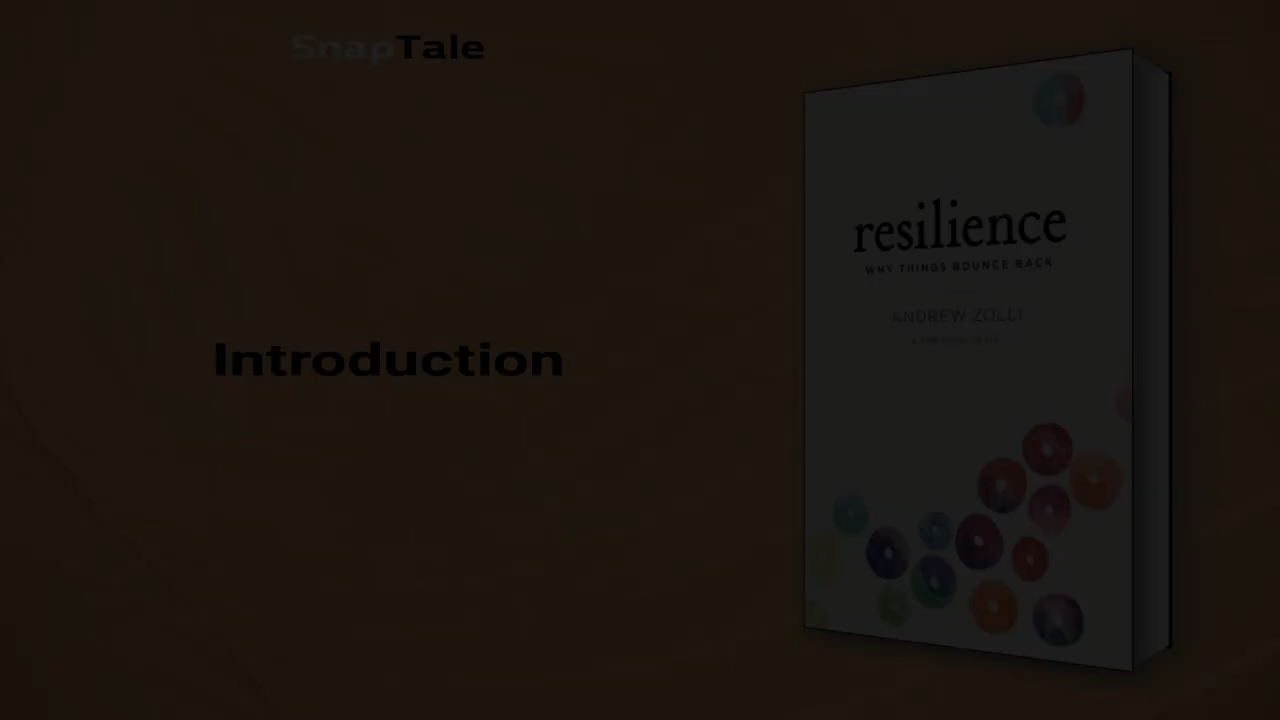 SnapTale
Introduction
resilience
WHY THINGS BOUNCE BACK
ANDREW ZOLLI